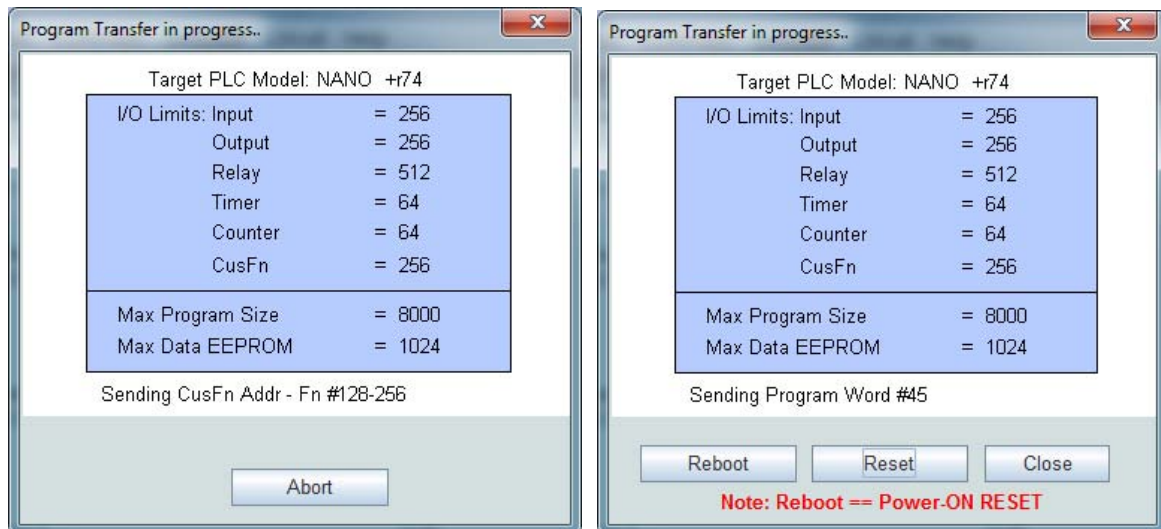 Program Transfer in progress..
Target PLC Model: NANO +r74
I/O Limits: Input = 256
Output = 256
Relay = 512
Timer = 64
Counter = 64
CusFn = 256
Max Program Size = 8000
Max Data EEPROM = 1024
Sending CusFn Addr - Fn #128-256
Abort
Program Transfer in progress..
Target PLC Model: NANO +r74
I/O Limits: Input = 256
Output = 256
Relay = 512
Timer = 64
Counter = 64
CusFn = 256
Max Program Size = 8000
Max Data EEPROM = 1024
Sending Program Word #45
Reboot Reset Close
Note: Reboot == Power-ON RESET